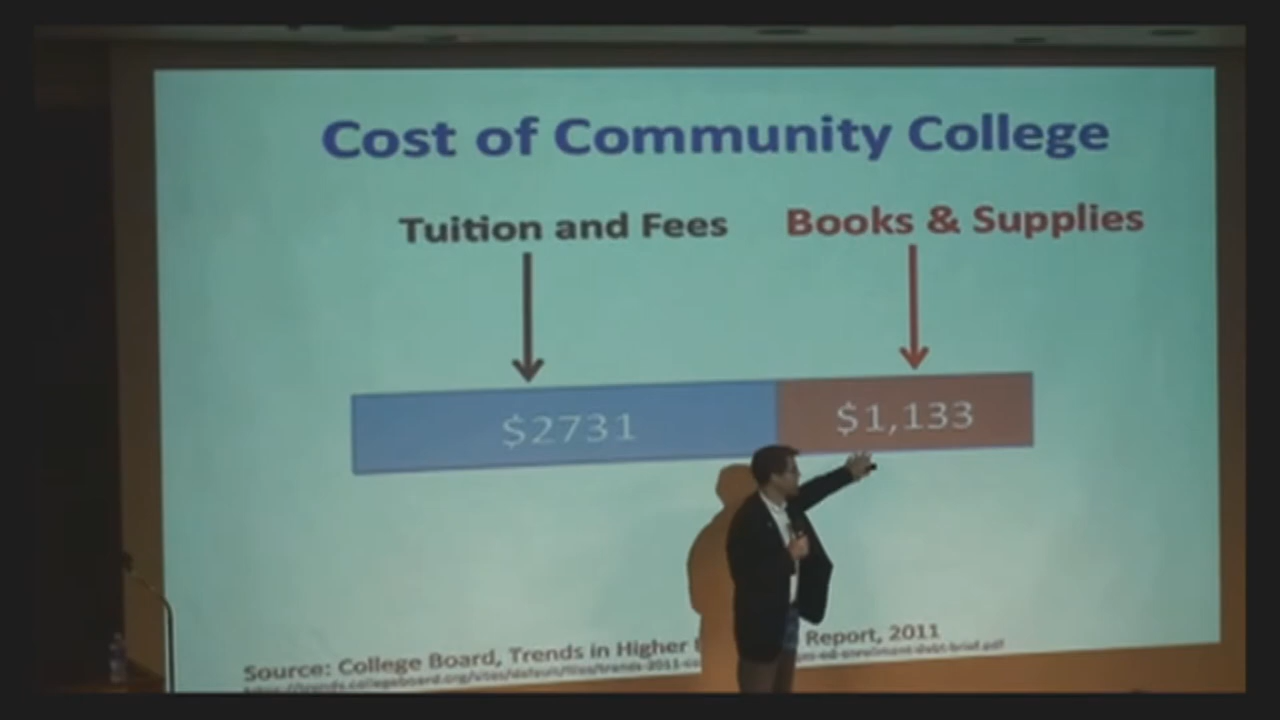 Cost of Community College
Tuition and Fees
Books & Supplies
$2731
$1,133
Source: College Board, Trends in Higher Report, 2011